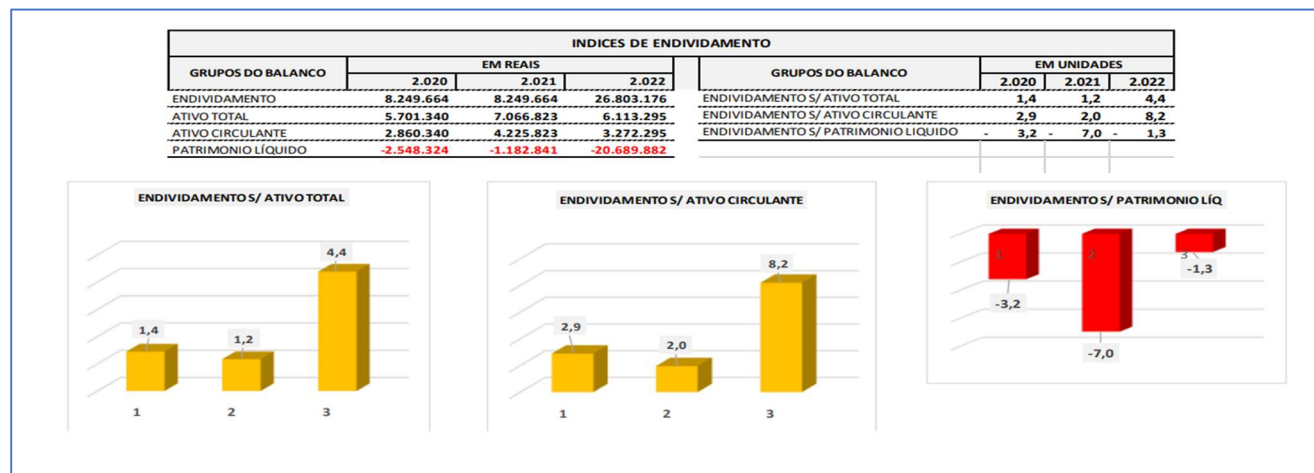 INDICES DE ENDIVIDAMENTO
GRUPOS DO BALANCO EM REAIS GRUPOS DO BALANCO EM UNIDADES
2.020 2.021 2.022 2.020 2.021 2.022
ENDIVIDAMENTO 8.249.664 8.249.664 26.803.176 ENDIVIDAMENTO S/ ATIVO TOTAL 1,4 1,2 4,4
ATIVO TOTAL 5.701.340 7.066.823 6.113.295 ENDIVIDAMENTO S/ ATIVO CIRCULANTE 2,9 2,0 8,2
ATIVO CIRCULANTE 2.860.340 4.225.823 3.272.295 ENDIVIDAMENTO S/ PATRIMONIO LIQUIDO - 3,2 - 7,0 - 1,3
PATRIMONIO LÍQUIDO -2.548.324 -1.182.841 -20.689.882
ENDIVIDAMENTO S/ ATIVO TOTAL
4,4
1,4
1,2
1 2 3
ENDIVIDAMENTO S/ ATIVO CIRCULANTE
8,2
2,9
2,0
1 2 3
ENDIVIDAMENTO S/ PATRIMONIO LÍQ
1 2 3
-1,3
-3,2
-7,0